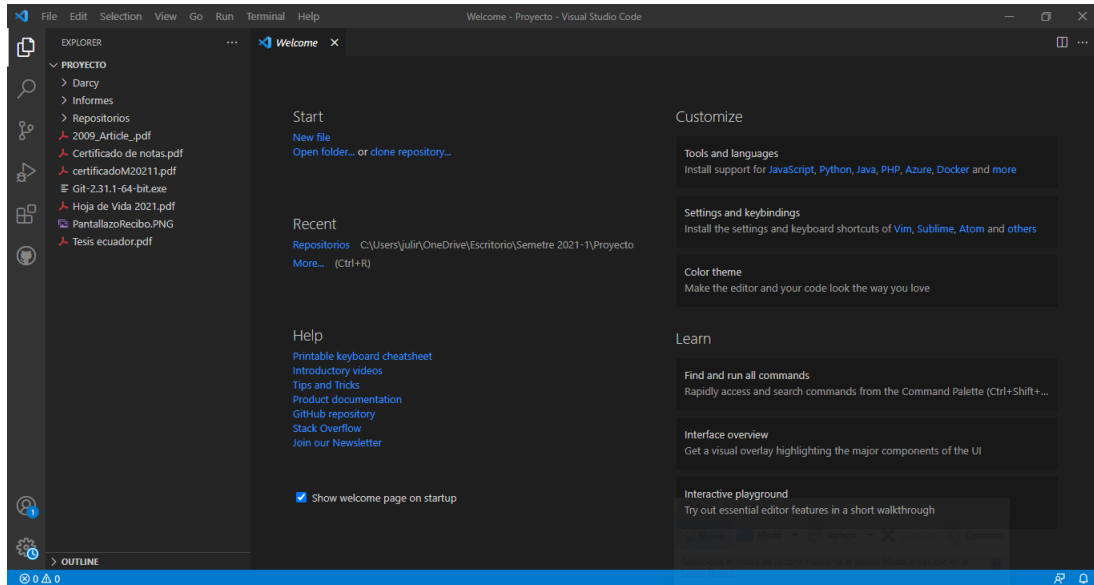 File Edit Selection View Go Run Terminal Help
Welcome - Proyecto - Visual Studio Code
EXPLORER
PROYECTO
Darcy
Informes
Repositorios
2009_Article_.pdf
Certificado de notas.pdf
certificadoM20211.pdf
Git-2.31.1-64-bit.exe
Hoja de Vida 2021.pdf
PantallazoRecibo.PNG
Tesis ecuador.pdf
OUTLINE
Welcome
Start
New file
Open folder... or clone repository...
Recent
Repositorios C:\Users\julir\OneDrive\Escritorio\Semetre 2021-1\Proyecto
More... (Ctrl+R)
Help
Printable keyboard cheatsheet
Introductory videos
Tips and Tricks
Product documentation
GitHub repository
Stack Overflow
Join our Newsletter
Show welcome page on startup
Customize
Tools and languages
Install support for JavaScript, Python, Java, PHP, Azure, Docker and more
Settings and keybindings
Install the settings and keyboard shortcuts of Vim, Sublime, Atom and others
Color theme
Make the editor and your code look the way you love
Learn
Find and run all commands
Rapidly access and search commands from the Command Palette (Ctrl+Shift+...
Interface overview
Get a visual overlay highlighting the major components of the UI
Interactive playground
Try out essential editor features in a short walkthrough
1
0 0